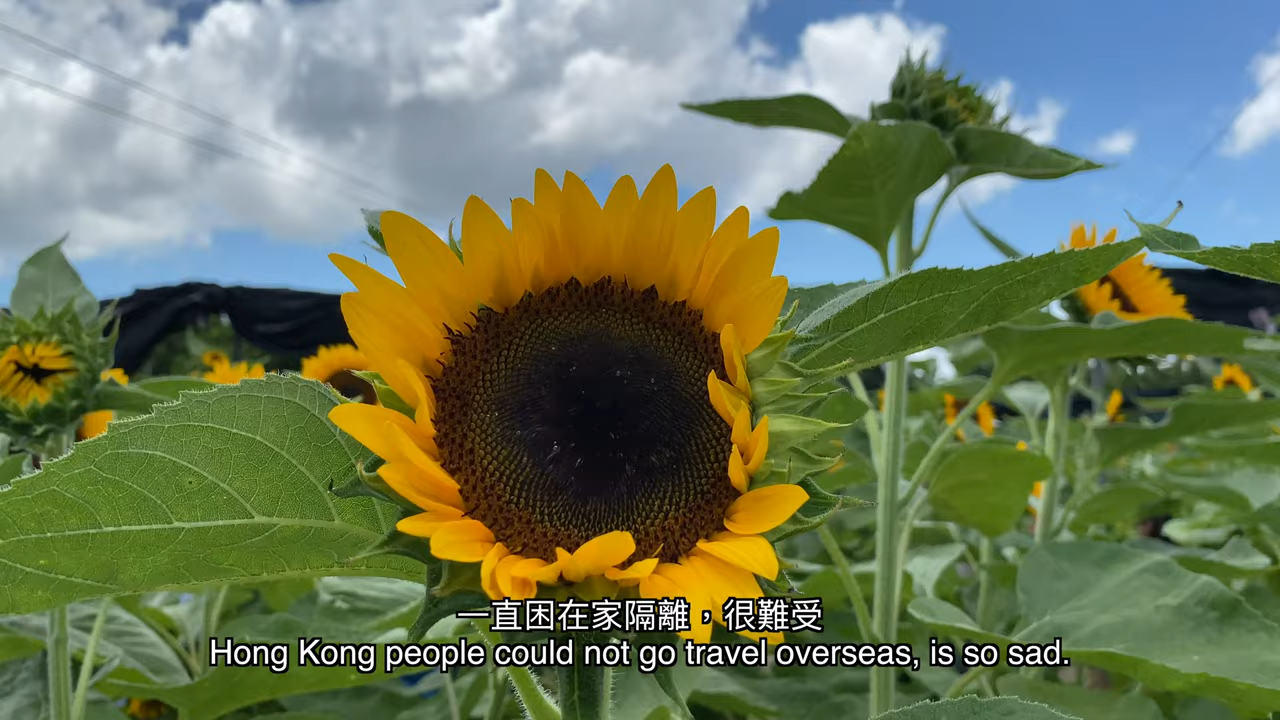 一直困在家隔離，很難受
Hong Kong people could not go travel overseas, is so sad.